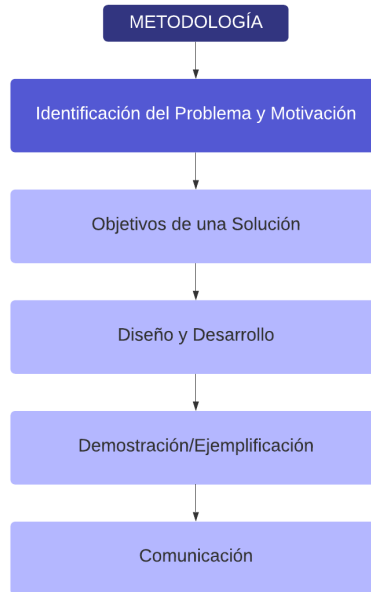 METODOLOGÍA
Identificación del Problema y Motivación
Objetivos de una Solución
Diseño y Desarrollo
Demostración/Ejemplificación
Comunicación